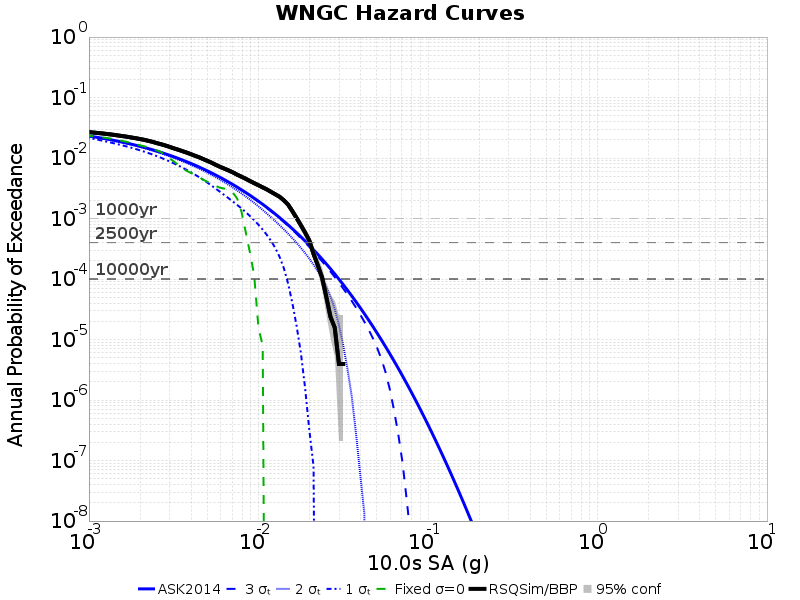 WNGC Hazard Curves
Annual Probability of Exceedance
10^0
10^-1
10^-2
10^-3
10^-4
10^-5
10^-6
10^-7
10^-8
1000yr
2500yr
10000yr
10^-3 10^-2 10^-1 10^0 10^1
10.0s SA (g)
ASK2014 3 σₜ 2 σₜ 1 σₜ Fixed σ=0 RSQSim/BBP 95% conf